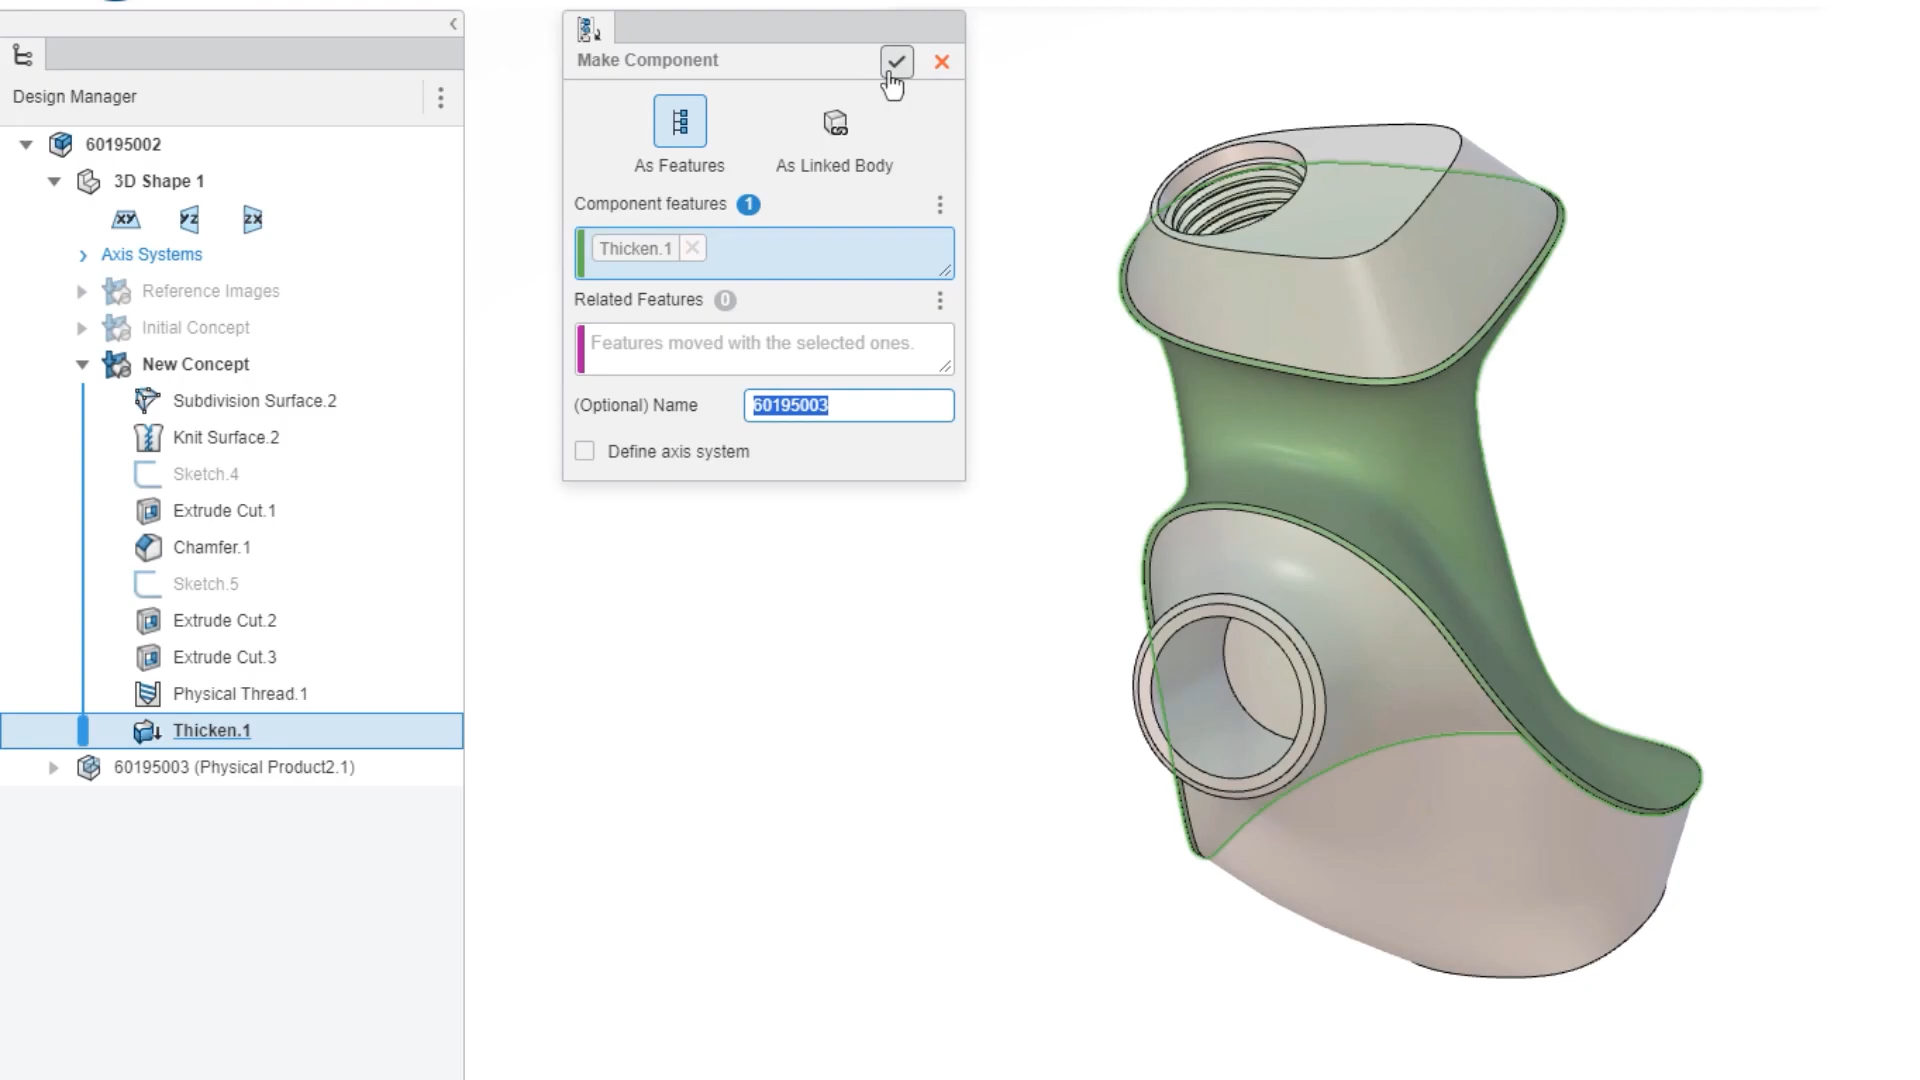 Design Manager
60195002
3D Shape 1
XY YZ ZX
Axis Systems
Reference Images
Initial Concept
New Concept
Subdivision Surface.2
Knit Surface.2
Sketch.4
Extrude Cut.1
Chamfer.1
Sketch.5
Extrude Cut.2
Extrude Cut.3
Physical Thread.1
Thicken.1
60195003 (Physical Product2.1)
Make Component
As Features As Linked Body
Component features 1
Thicken.1
Related Features 0
Features moved with the selected ones.
(Optional) Name 60195003
Define axis system